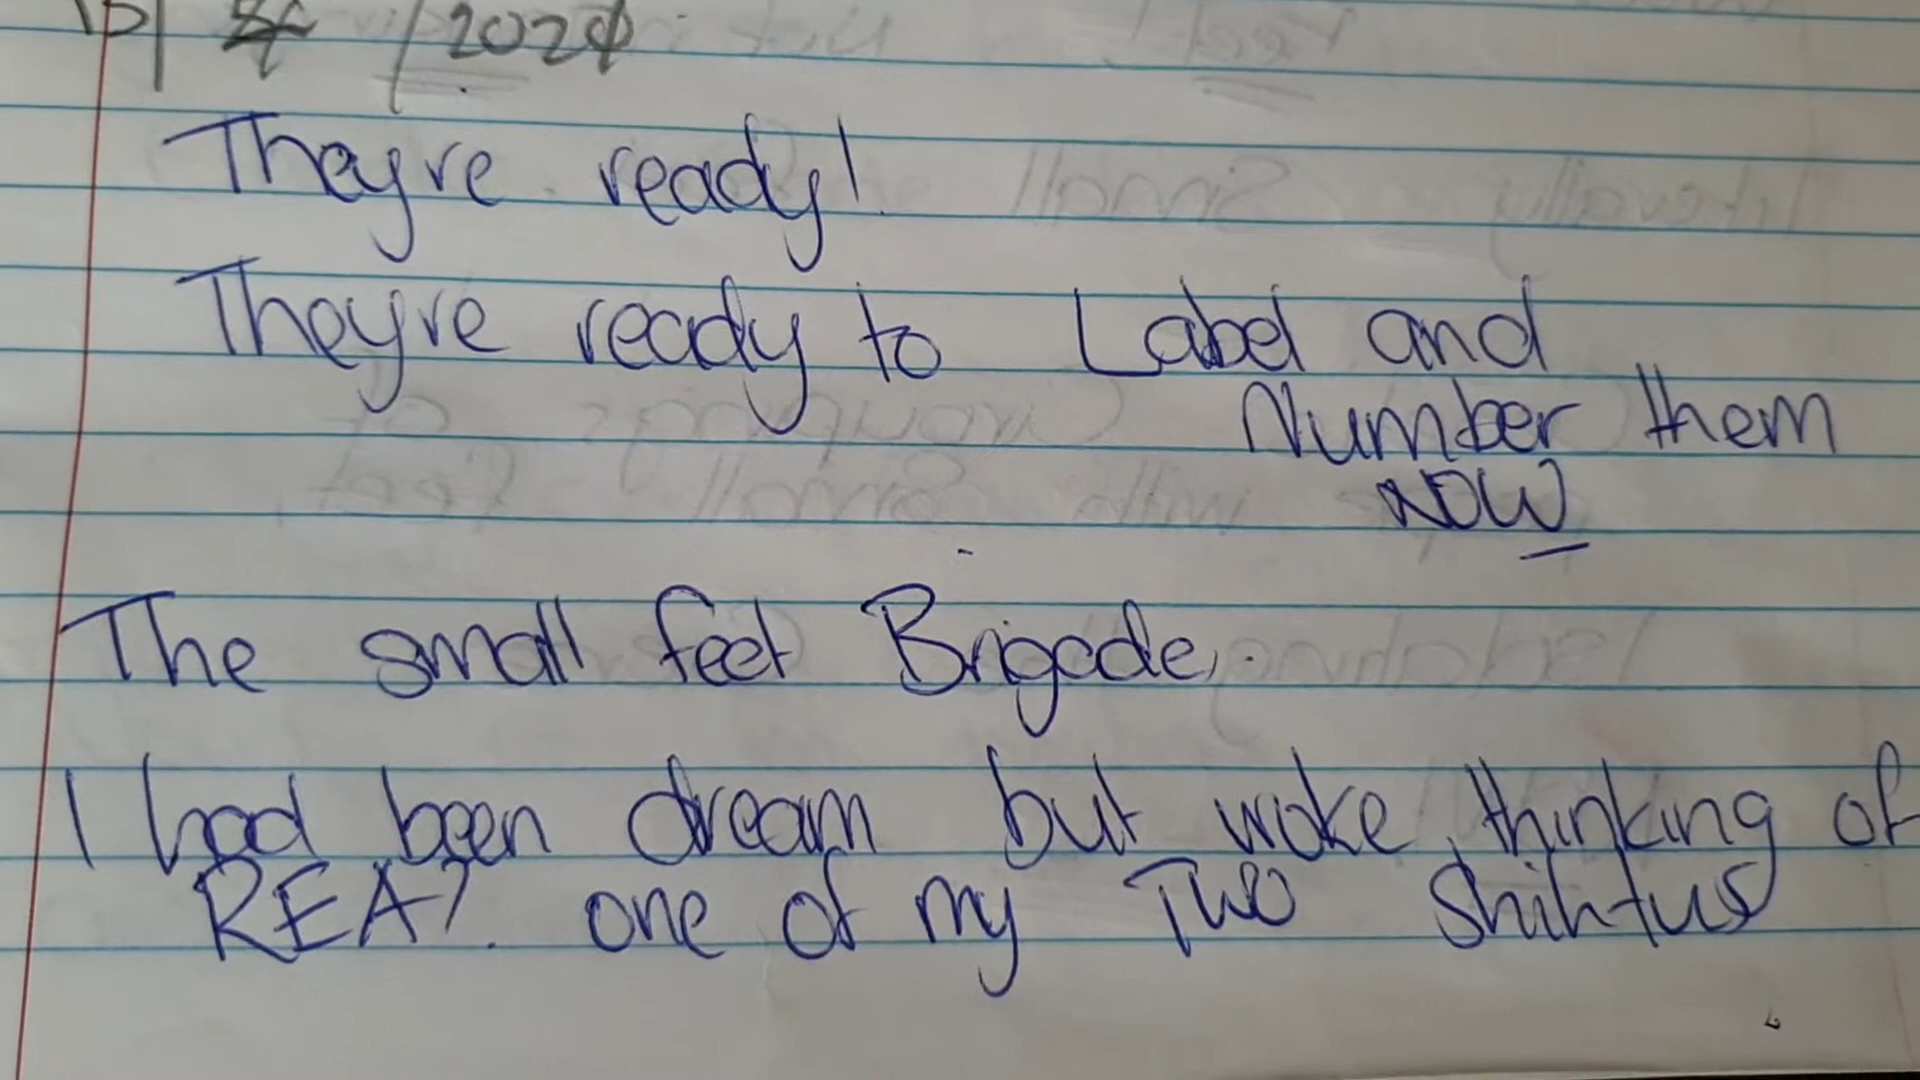 /2021
Theyre ready!
Theyre ready to Label and
Number them
NOW
The small feet Brigade.
I had been dream but woke thinking of
REA? one of my Two Shihtus